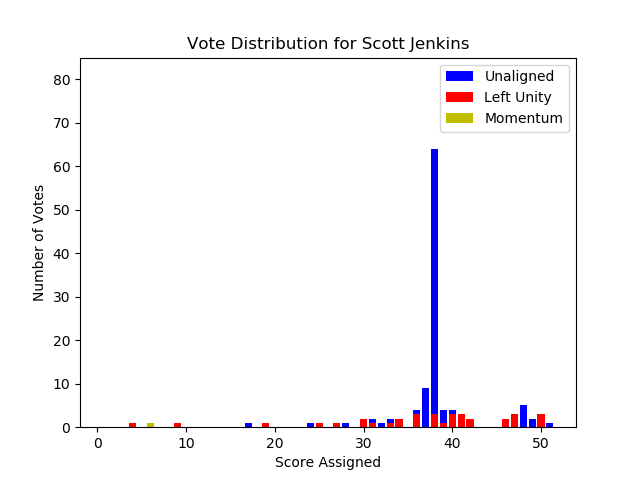 Vote Distribution for Scott Jenkins
80
70
60
50
40
30
20
10
0
Number of Votes
Unaligned
Left Unity
Momentum
0 10 20 30 40 50
Score Assigned